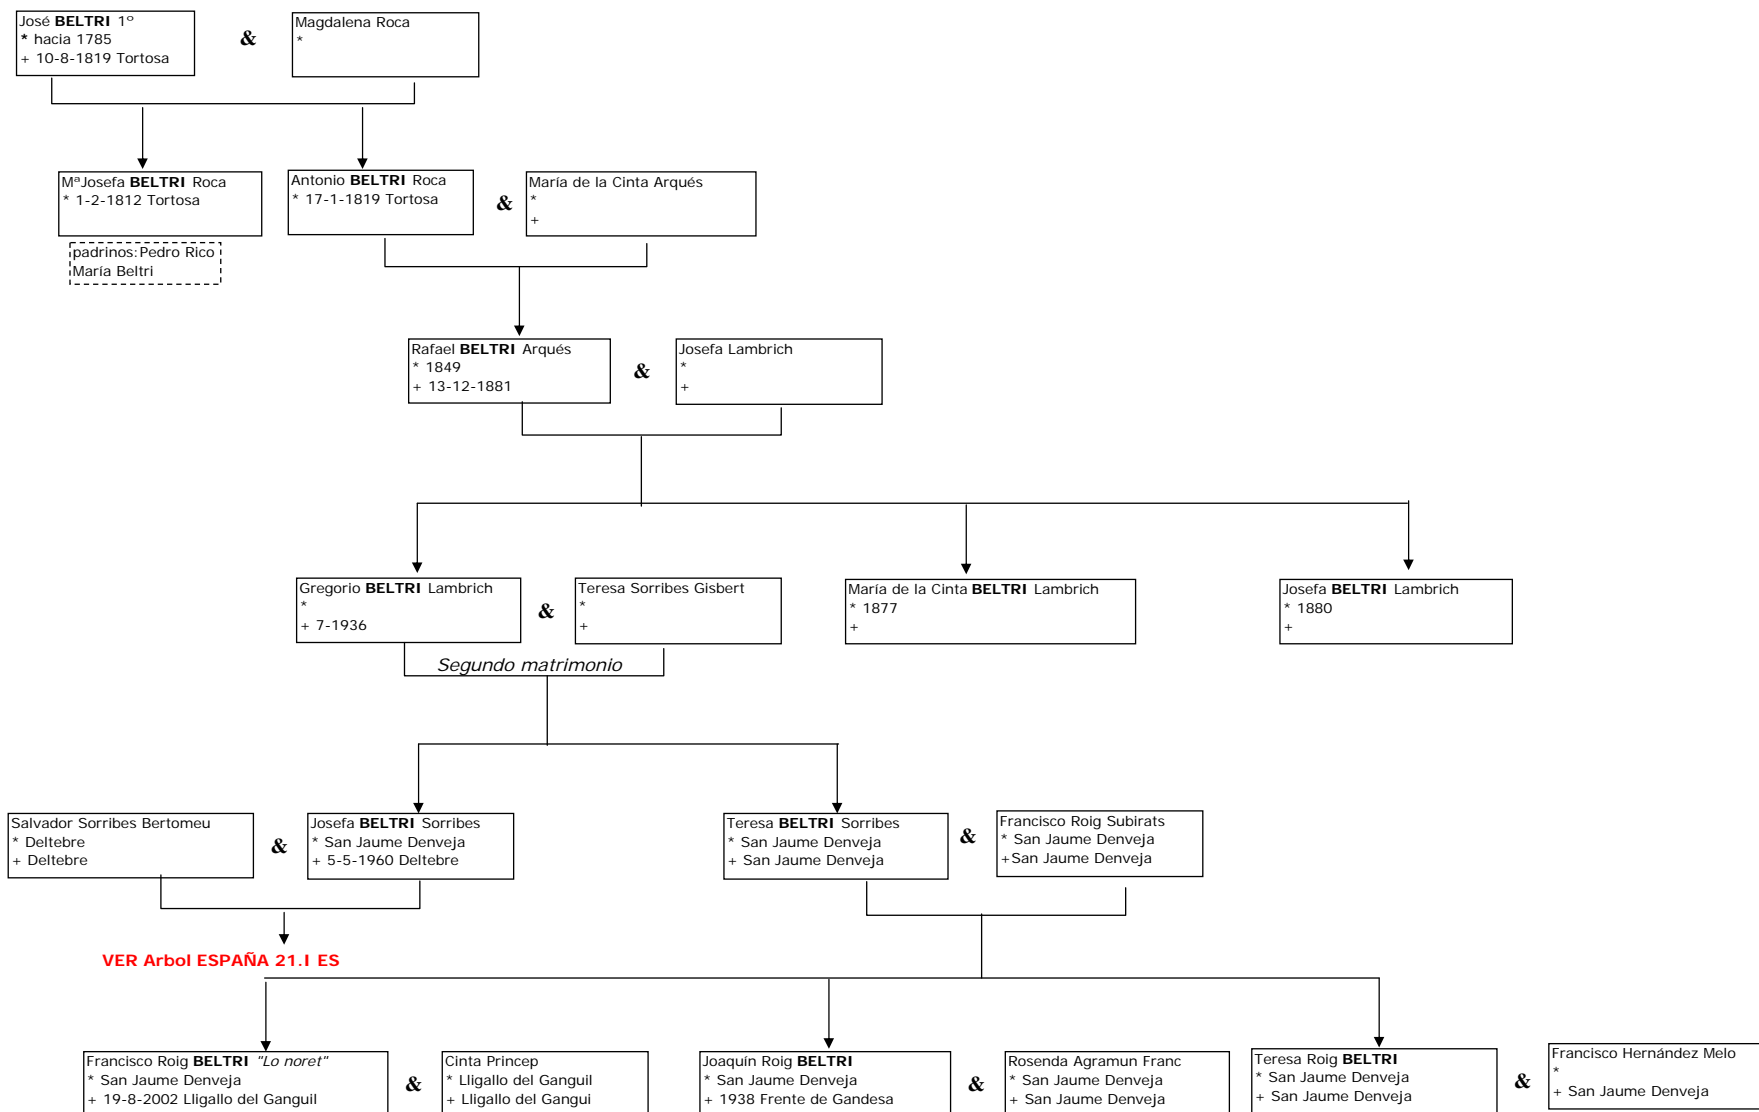 José BELTRI 1º
* hacia 1785
+ 10-8-1819 Tortosa
&
Magdalena Roca
*
MªJosefa BELTRI Roca
* 1-2-1812 Tortosa
padrinos:Pedro Rico
María Beltri
Antonio BELTRI Roca
* 17-1-1819 Tortosa
&
María de la Cinta Arqués
*
+
Rafael BELTRI Arqués
* 1849
+ 13-12-1881
&
Josefa Lambrich
*
+
Gregorio BELTRI Lambrich
*
+ 7-1936
&
Teresa Sorribes Gisbert
*
+
Segundo matrimonio
María de la Cinta BELTRI Lambrich
* 1877
+
Josefa BELTRI Lambrich
* 1880
+
Salvador Sorribes Bertomeu
* Deltebre
+ Deltebre
&
Josefa BELTRI Sorribes
* San Jaume Denveja
+ 5-5-1960 Deltebre
Teresa BELTRI Sorribes
* San Jaume Denveja
+ San Jaume Denveja
&
Francisco Roig Subirats
* San Jaume Denveja
+San Jaume Denveja
VER Arbol ESPAÑA 21.I ES
Francisco Roig BELTRI "Lo noret"
* San Jaume Denveja
+ 19-8-2002 Lligallo del Ganguil
&
Cinta Princep
* Lligallo del Ganguil
+ Lligallo del Gangui
Joaquín Roig BELTRI
* San Jaume Denveja
+ 1938 Frente de Gandesa
&
Rosenda Agramun Franc
* San Jaume Denveja
+ San Jaume Denveja
Teresa Roig BELTRI
* San Jaume Denveja
+ San Jaume Denveja
&
Francisco Hernández Melo
*
+ San Jaume Denveja